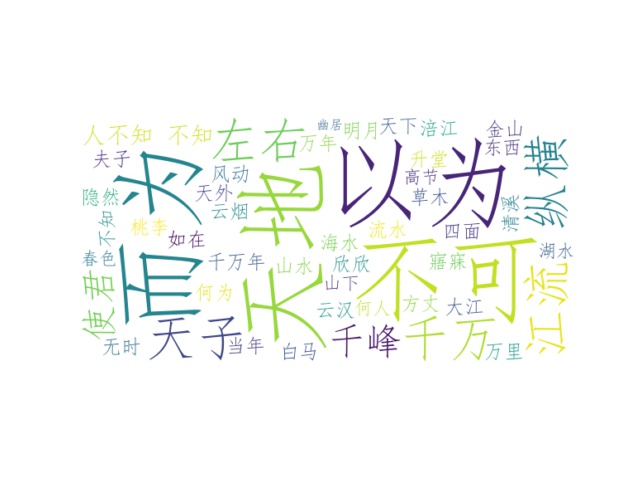 幽居
人不知 不知
左右
万年
明月
天下
涪江
金山
夫子
升堂
东西
纵横
以为
而为
天地
风动
天外
云烟
高节
草木
清溪
隐然
不知
桃李
如在
海水
流水
四面
湖水
春色
千万年
山水
欣欣
寤寐
不可
使君
何为
山下
江流
云汉
何人
方丈
大江
天子
千峰
千万
无时
当年
白马
万里